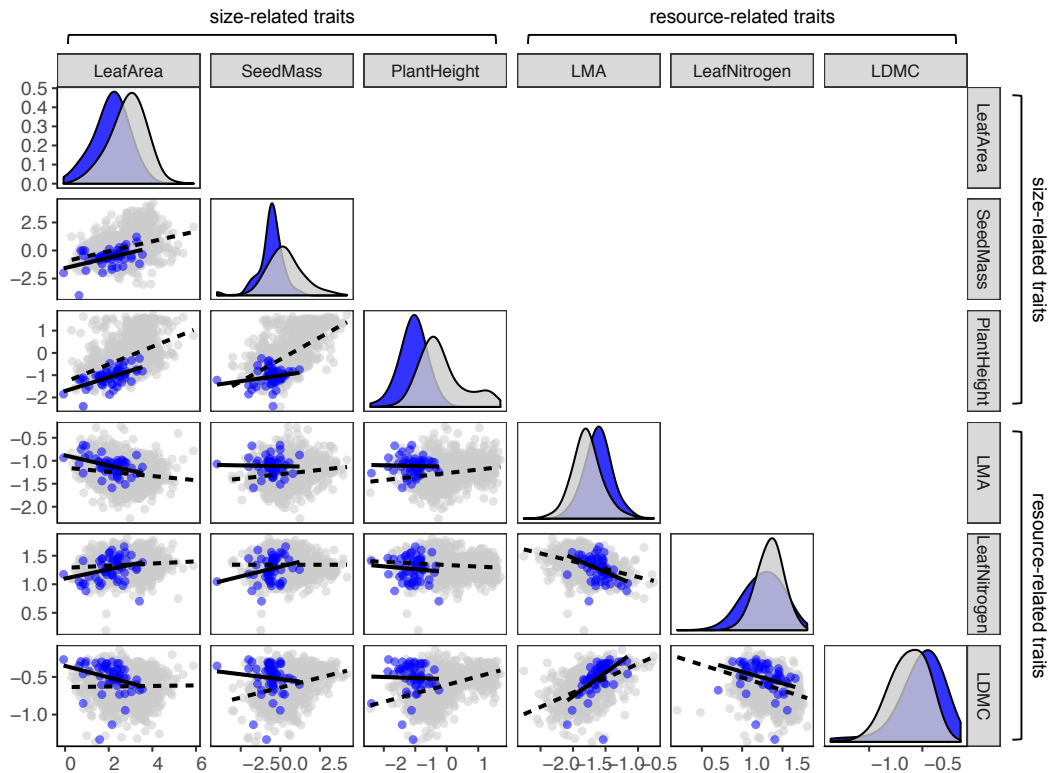 size-related traits resource-related traits
LeafArea SeedMass PlantHeight LMA LeafNitrogen LDMC
0.5
0.4
0.3
0.2
0.1
0.0
LeafArea
2.5
0.0
−2.5
SeedMass
size-related traits
1
0
−1
−2
PlantHeight
−0.5
−1.0
−1.5
−2.0
LMA
1.5
1.0
0.5
LeafNitrogen
resource-related traits
−0.5
−1.0
LDMC
0 2 4 6 −2.5 0.0 2.5 −2 −1 0 1 −2.0 −1.5 −1.0 −0.5 0.5 1.0 1.5 −1.0 −0.5